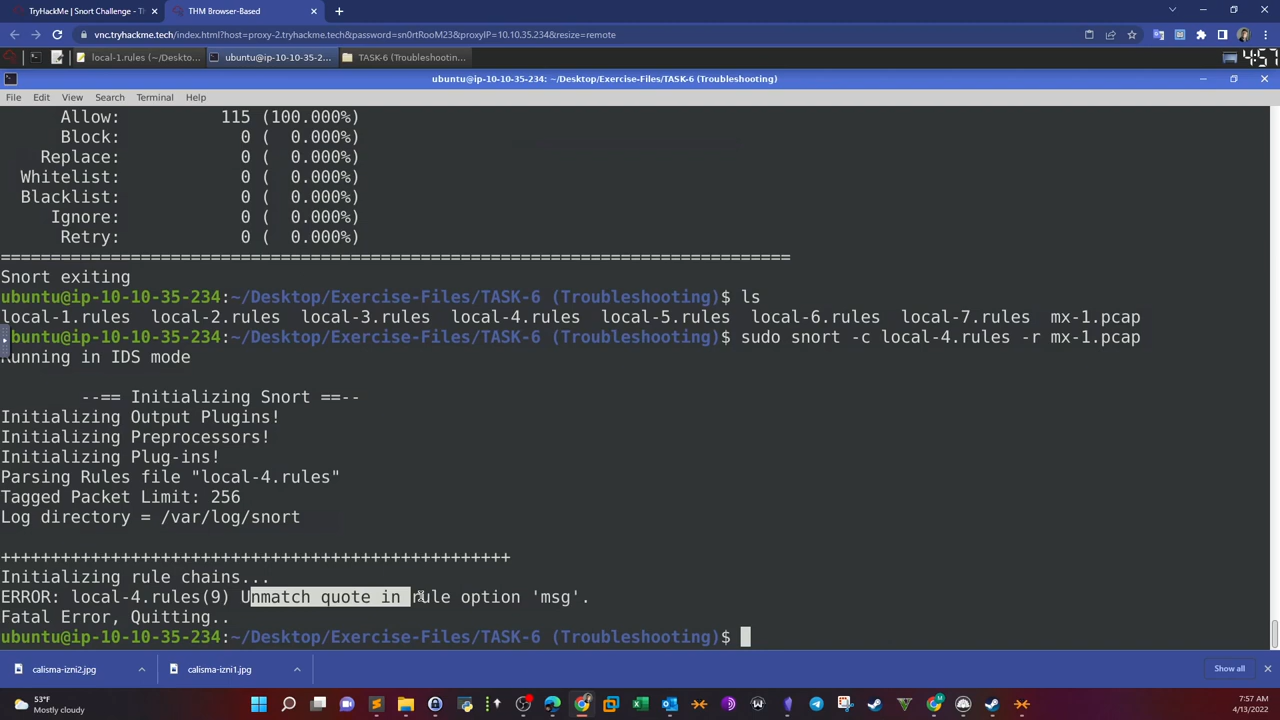 TryHackMe | Snort Challenge - Th
THM Browser-Based
vnc.tryhackme.tech/index.html?host=proxy-2.tryhackme.tech&password=sn0rtRooM23&proxyIP=10.10.35.234&resize=remote
local-1.rules (~/Deskto...
ubuntu@ip-10-10-35-2...
TASK-6 (Troubleshootin...
4:57
ubuntu@ip-10-10-35-234: ~/Desktop/Exercise-Files/TASK-6 (Troubleshooting)
File Edit View Search Terminal Help
Allow: 115 (100.000%)
Block: 0 ( 0.000%)
Replace: 0 ( 0.000%)
Whitelist: 0 ( 0.000%)
Blacklist: 0 ( 0.000%)
Ignore: 0 ( 0.000%)
Retry: 0 ( 0.000%)
===============================================================================
Snort exiting
ubuntu@ip-10-10-35-234:~/Desktop/Exercise-Files/TASK-6 (Troubleshooting)$ ls
local-1.rules local-2.rules local-3.rules local-4.rules local-5.rules local-6.rules local-7.rules mx-1.pcap
ubuntu@ip-10-10-35-234:~/Desktop/Exercise-Files/TASK-6 (Troubleshooting)$ sudo snort -c local-4.rules -r mx-1.pcap
Running in IDS mode
--== Initializing Snort ==--
Initializing Output Plugins!
Initializing Preprocessors!
Initializing Plug-ins!
Parsing Rules file "local-4.rules"
Tagged Packet Limit: 256
Log directory = /var/log/snort
+++++++++++++++++++++++++++++++++++++++++++++++++++
Initializing rule chains...
ERROR: local-4.rules(9) Unmatch quote in rule option 'msg'.
Fatal Error, Quitting..
ubuntu@ip-10-10-35-234:~/Desktop/Exercise-Files/TASK-6 (Troubleshooting)$
calisma-izni2.jpg
calisma-izni1.jpg
Show all
53°F
Mostly cloudy
7:57 AM
4/13/2022